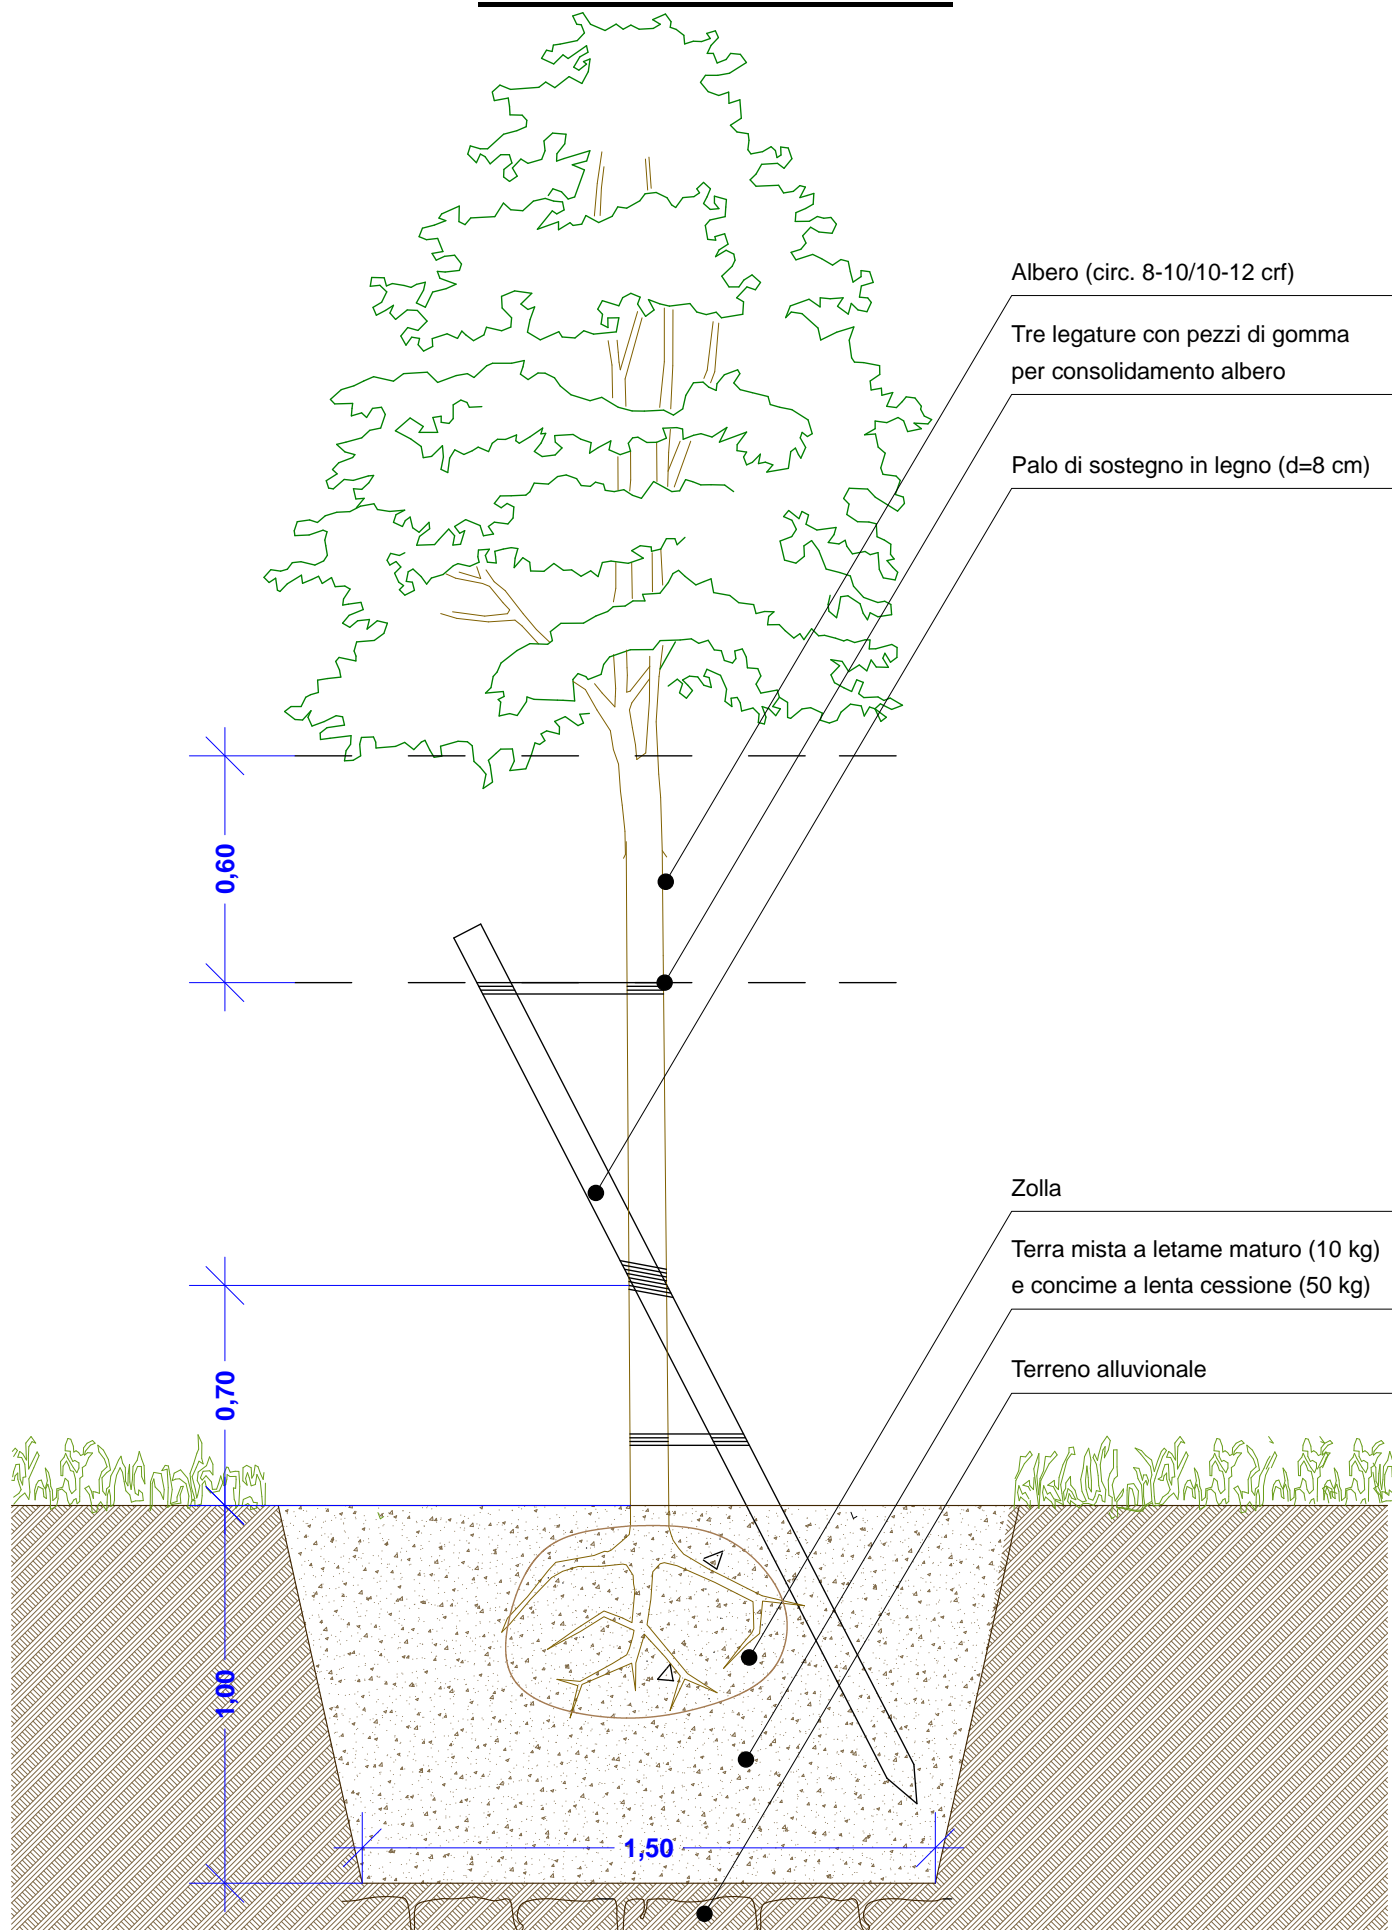 Albero (circ. 8-10/10-12 crf)
Tre legature con pezzi di gomma
per consolidamento albero
Palo di sostegno in legno (d=8 cm)
0,60
Zolla
Terra mista a letame maturo (10 kg)
e concime a lenta cessione (50 kg)
Terreno alluvionale
0,70
1,00
1,50